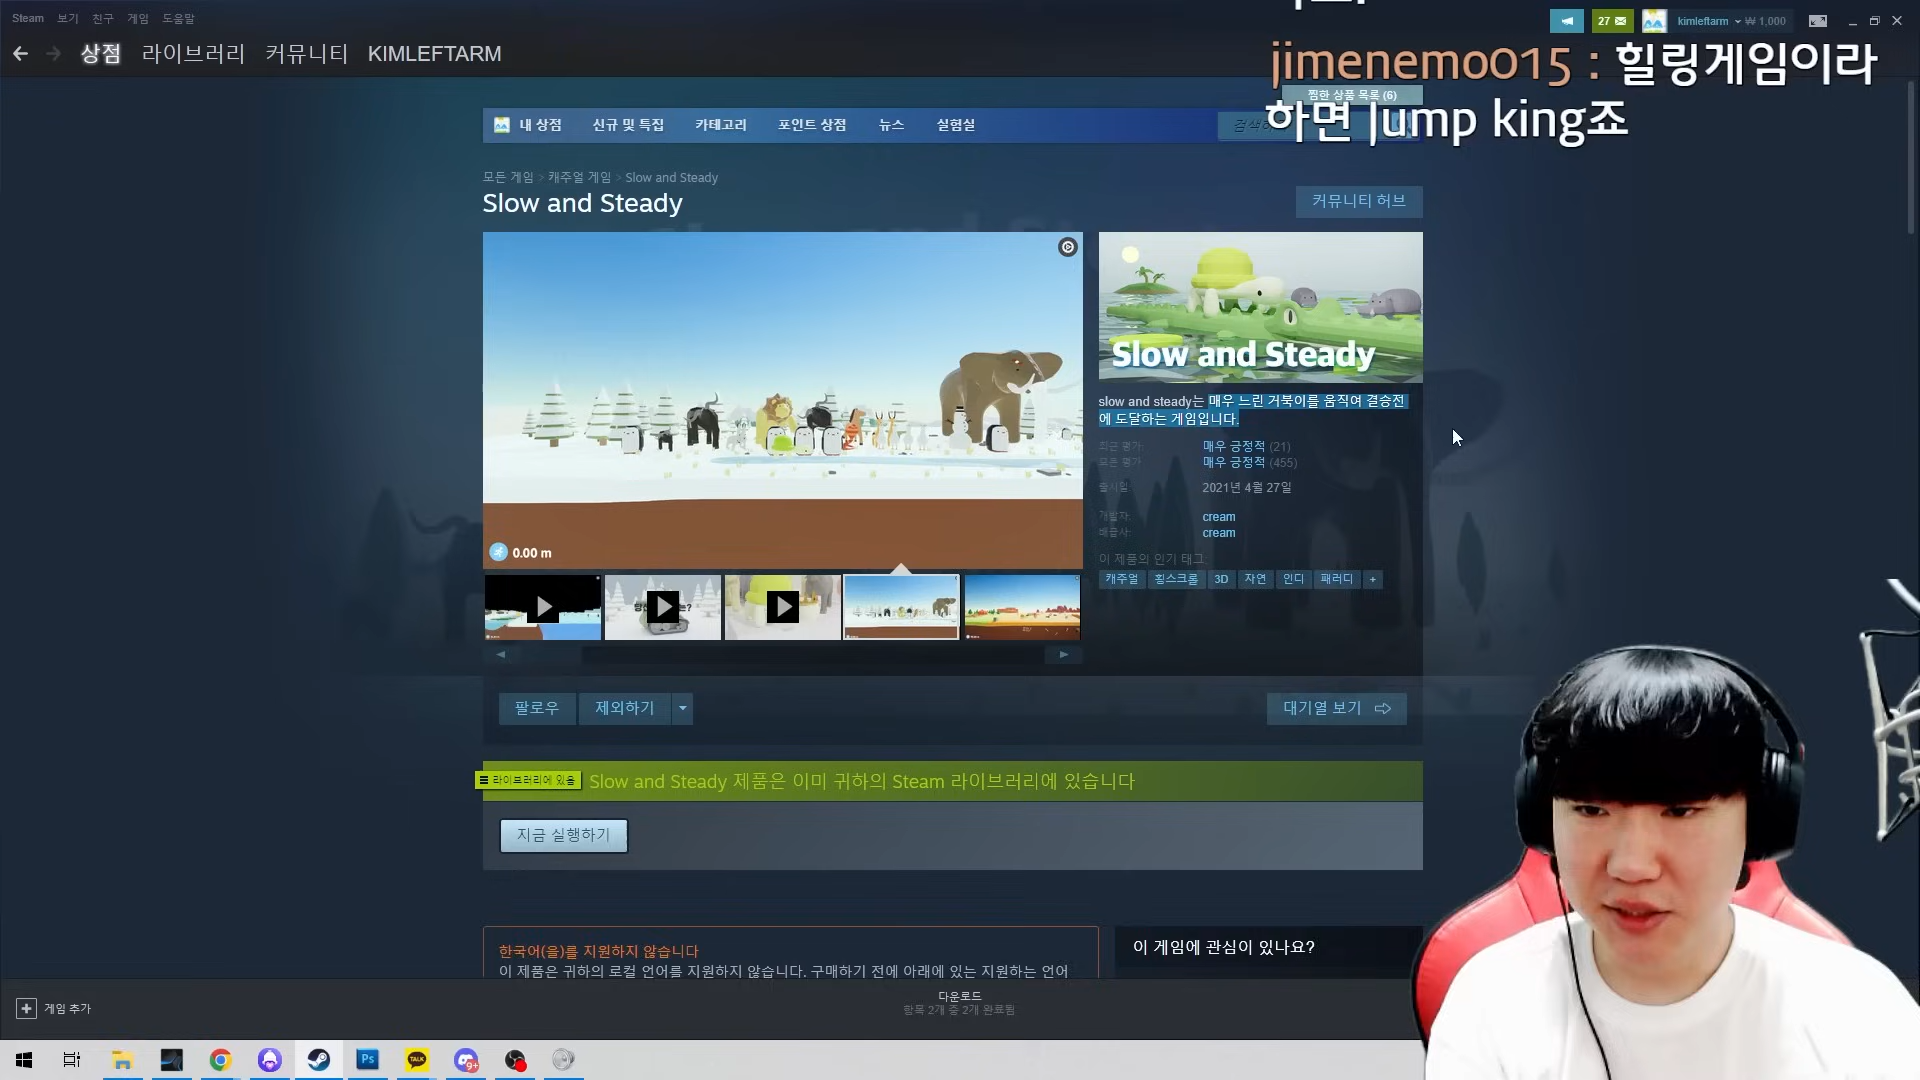 Steam 보기 친구 게임 도움말
27
kimleftarm ₩ 1,000
상점 라이브러리 커뮤니티 KIMLEFTARM
jimenemo015 : 힐링게임이라
하면 jump king죠
찜한 상품 목록 (6)
내 상점 신규 및 특집 카테고리 포인트 상점 뉴스 실험실
모든 게임 > 캐주얼 게임 > Slow and Steady
Slow and Steady
커뮤니티 허브
Slow and Steady
slow and steady는 매우 느린 거북이를 움직여 결승전
에 도달하는 게임입니다.
최근 평가: 매우 긍정적 (21)
모든 평가: 매우 긍정적 (455)
출시일: 2021년 4월 27일
개발자: cream
배급사: cream
이 제품의 인기 태그:
캐주얼 횡스크롤 3D 자연 인디 패러디 +
0.00 m
팔로우 제외하기
대기열 보기
라이브러리에 있음 Slow and Steady 제품은 이미 귀하의 Steam 라이브러리에 있습니다
지금 실행하기
한국어(을)를 지원하지 않습니다
이 제품은 귀하의 로컬 언어를 지원하지 않습니다. 구매하기 전에 아래에 있는 지원하는 언어
이 게임에 관심이 있나요?
게임 추가
다운로드
항목 2개 중 2개 완료됨
Ps
TALK
9+